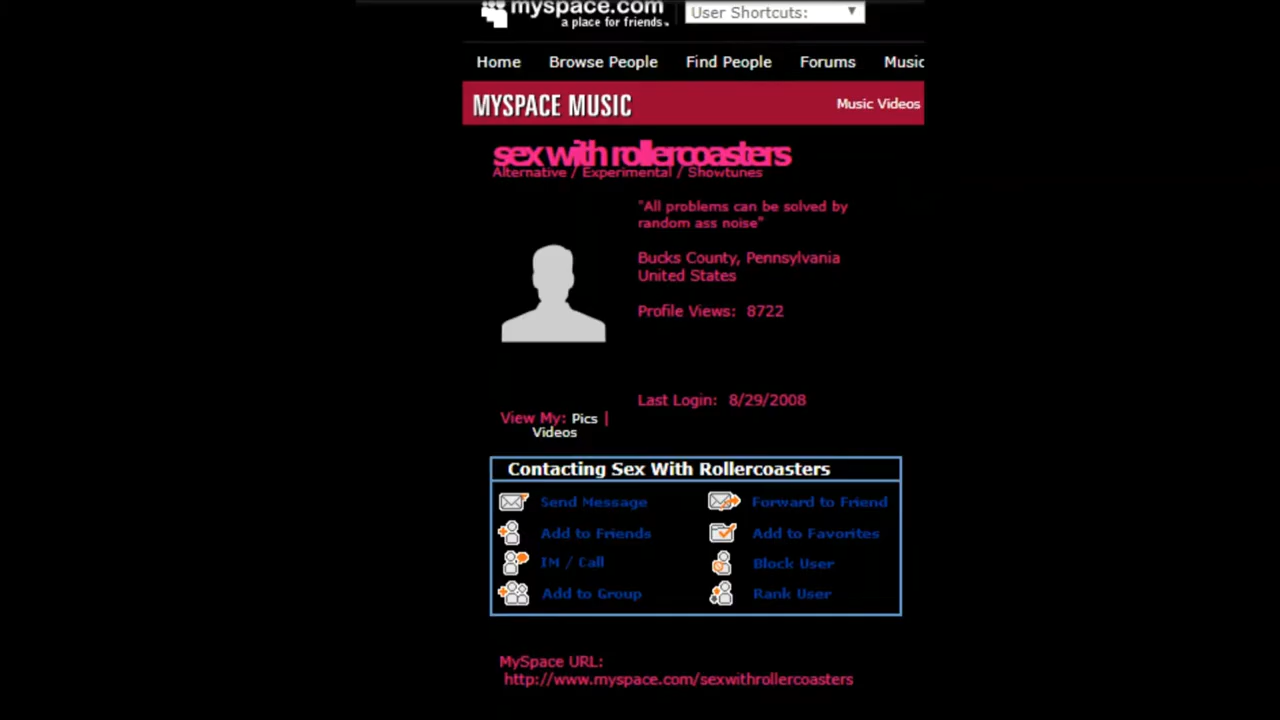 myspace.com
a place for friends™
User Shortcuts:
Home Browse People Find People Forums Music
MYSPACE MUSIC
Music Videos
sex with rollercoasters
Alternative / Experimental / Showtunes
"All problems can be solved by
random ass noise"
Bucks County, Pennsylvania
United States
Profile Views: 8722
Last Login: 8/29/2008
View My: Pics |
Videos
Contacting Sex With Rollercoasters
Send Message Forward to Friend
Add to Friends Add to Favorites
IM / Call Block User
Add to Group Rank User
MySpace URL:
http://www.myspace.com/sexwithrollercoasters